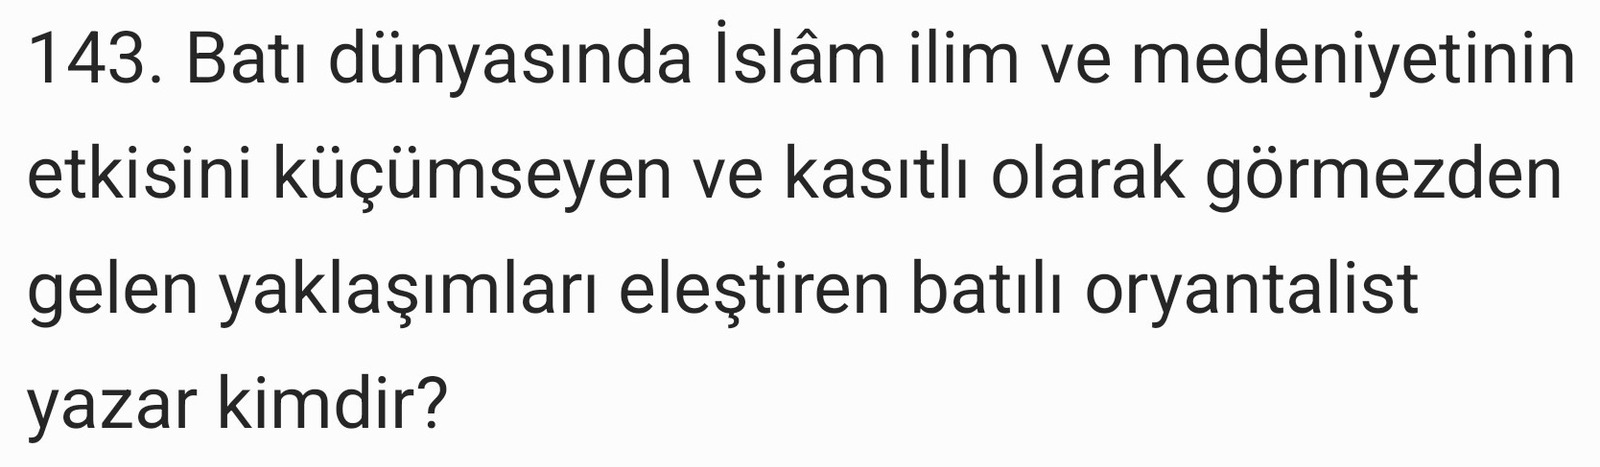 143. Batı dünyasında İslâm ilim ve medeniyetinin
etkisini küçümseyen ve kasıtlı olarak görmezden
gelen yaklaşımları eleştiren batılı oryantalist
yazar kimdir?